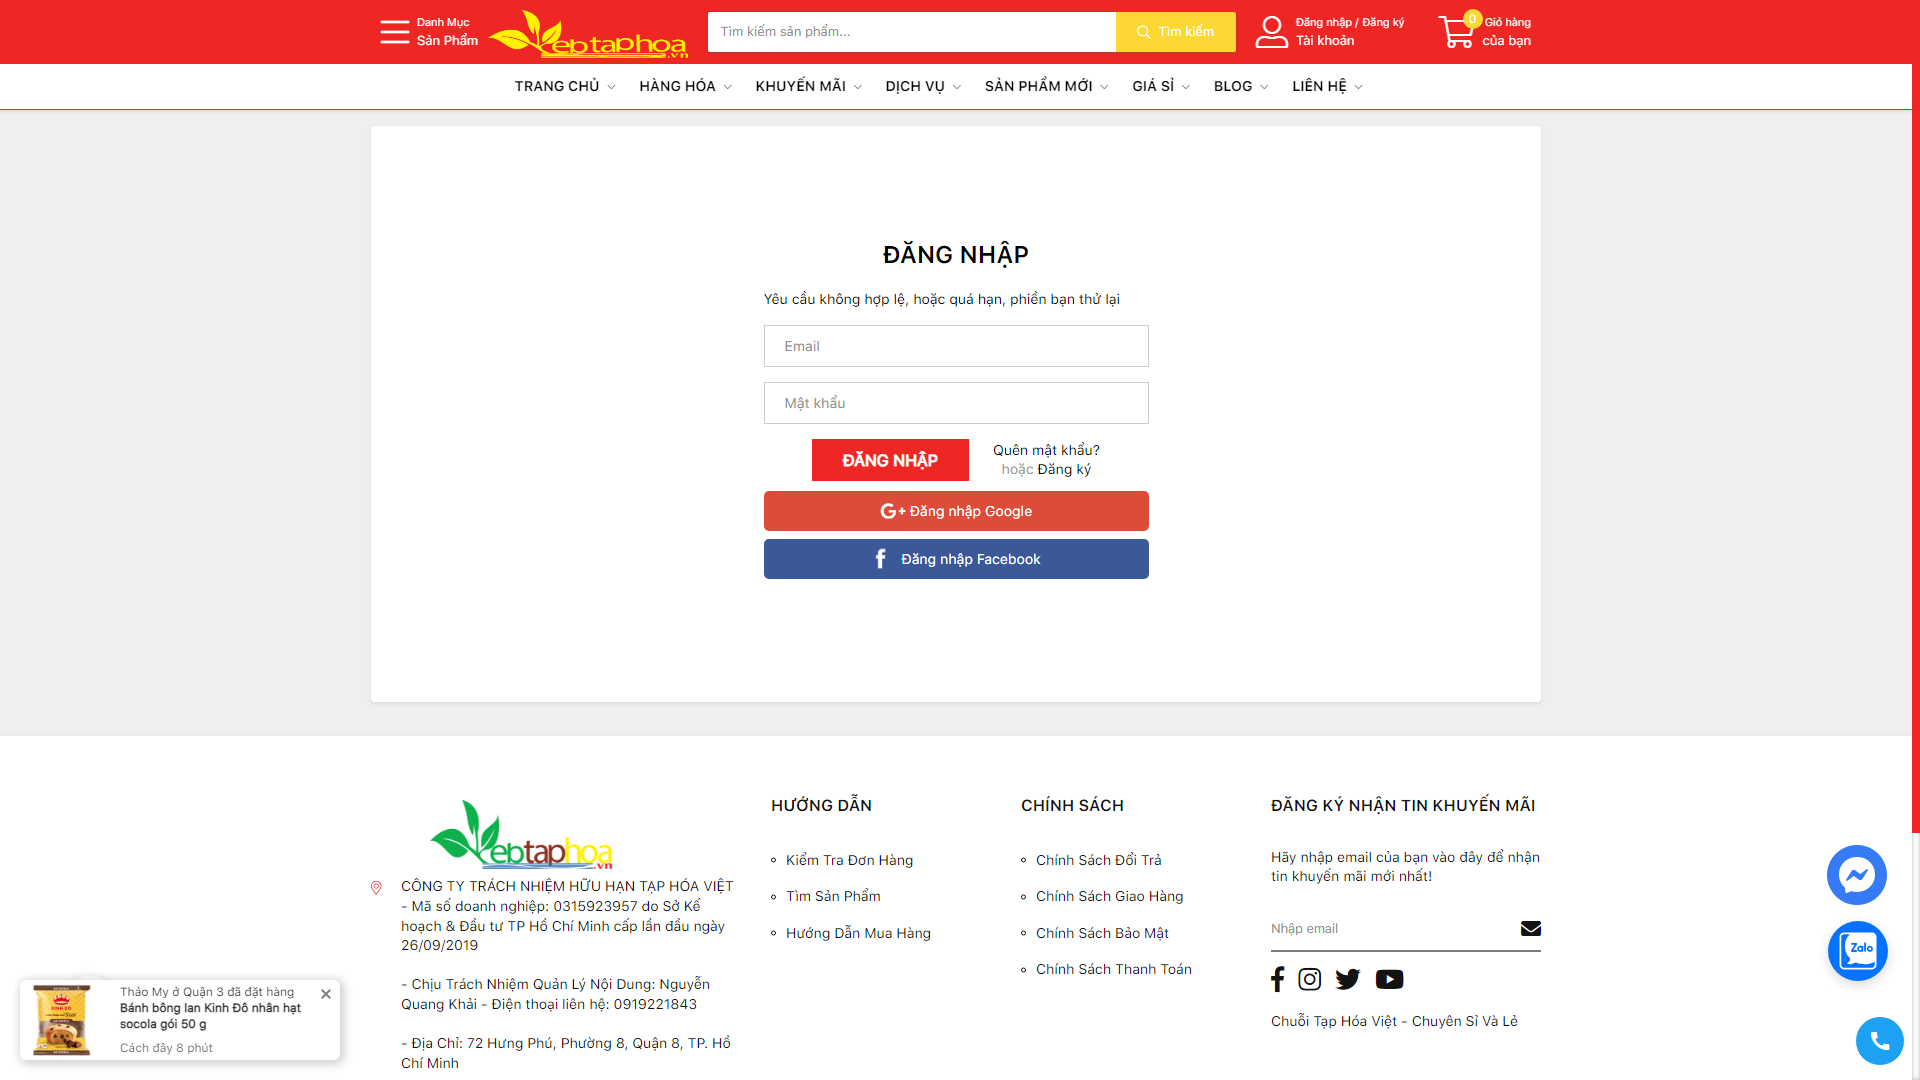 Danh Mục
Sản Phẩm
ebtaphoa.vn
Tìm kiếm sản phẩm...
Tìm kiếm
Đăng nhập / Đăng ký
Tài khoản
0
Giỏ hàng
của bạn
TRANG CHỦ
HÀNG HÓA
KHUYẾN MÃI
DỊCH VỤ
SẢN PHẨM MỚI
GIÁ SỈ
BLOG
LIÊN HỆ
ĐĂNG NHẬP
Yêu cầu không hợp lệ, hoặc quá hạn, phiền bạn thử lại
Email
Mật khẩu
ĐĂNG NHẬP
Quên mật khẩu?
hoặc Đăng ký
G+ Đăng nhập Google
f Đăng nhập Facebook
ebtaphoa.vn
CÔNG TY TRÁCH NHIỆM HỮU HẠN TẠP HÓA VIỆT
- Mã số doanh nghiệp: 0315923957 do Sở Kế
hoạch & Đầu tư TP Hồ Chí Minh cấp lần đầu ngày
26/09/2019
- Chịu Trách Nhiệm Quản Lý Nội Dung: Nguyễn
Quang Khải - Điện thoại liên hệ: 0919221843
- Địa Chỉ: 72 Hưng Phú, Phường 8, Quận 8, TP. Hồ
Chí Minh
HƯỚNG DẪN
Kiểm Tra Đơn Hàng
Tìm Sản Phẩm
Hướng Dẫn Mua Hàng
CHÍNH SÁCH
Chính Sách Đổi Trả
Chính Sách Giao Hàng
Chính Sách Bảo Mật
Chính Sách Thanh Toán
ĐĂNG KÝ NHẬN TIN KHUYẾN MÃI
Hãy nhập email của bạn vào đây để nhận
tin khuyến mãi mới nhất!
Nhập email
Chuỗi Tạp Hóa Việt - Chuyên Sỉ Và Lẻ
Zalo
KINH ĐÔ
Thảo My ở Quận 3 đã đặt hàng
Bánh bông lan Kinh Đô nhân hạt
socola gói 50 g
Cách đây 8 phút